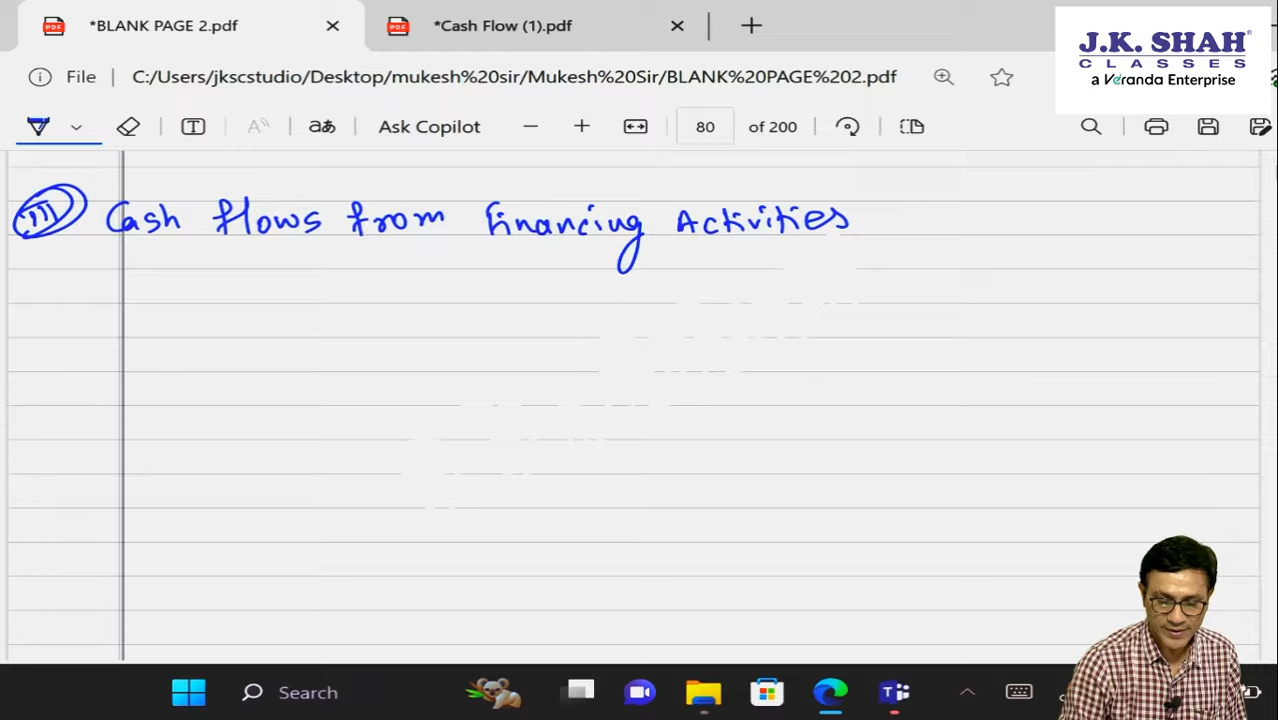 *BLANK PAGE 2.pdf
*Cash Flow (1).pdf
J.K. SHAH
CLASSES
a Veranda Enterprise
File
C:/Users/jkscstudio/Desktop/mukesh%20sir/Mukesh%20Sir/BLANK%20PAGE%202.pdf
Ask Copilot
80 of 200
III Cash flows from Financing Activities
Search